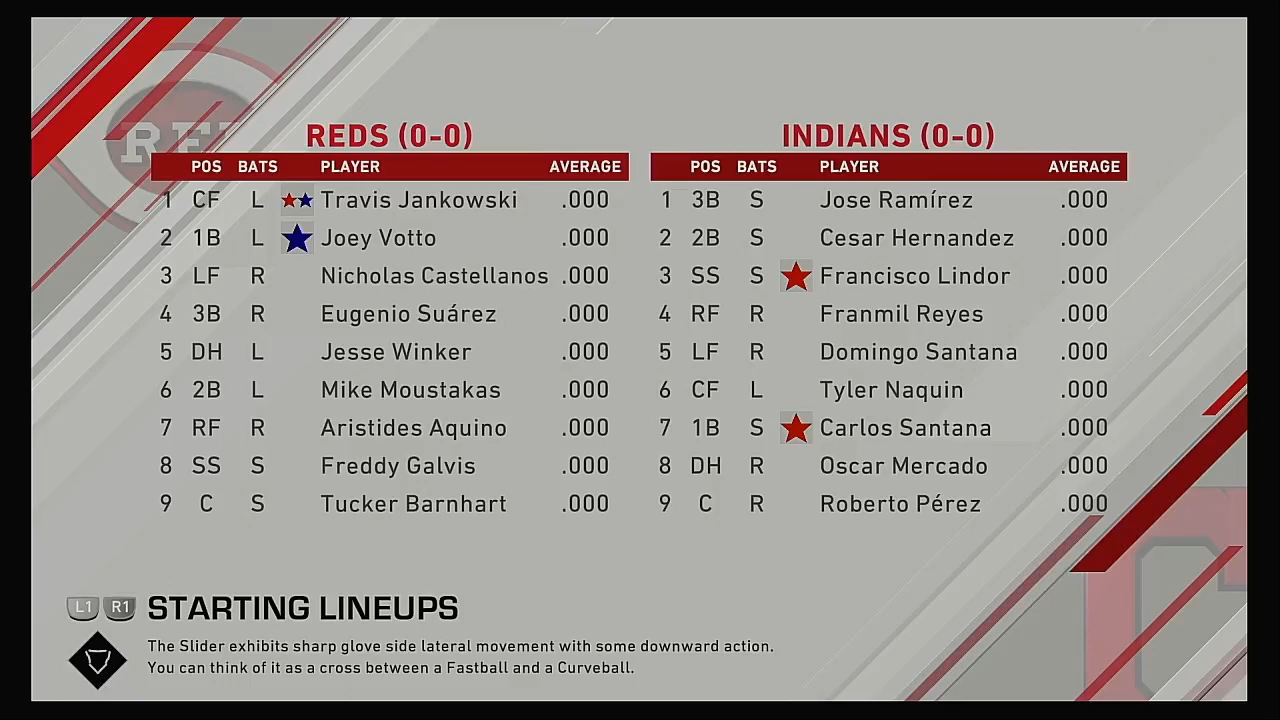 REDS (0-0)
POS BATS PLAYER AVERAGE
1 CF L Travis Jankowski .000
2 1B L Joey Votto .000
3 LF R Nicholas Castellanos .000
4 3B R Eugenio Suárez .000
5 DH L Jesse Winker .000
6 2B L Mike Moustakas .000
7 RF R Aristides Aquino .000
8 SS S Freddy Galvis .000
9 C S Tucker Barnhart .000
INDIANS (0-0)
POS BATS PLAYER AVERAGE
1 3B S Jose Ramírez .000
2 2B S Cesar Hernandez .000
3 SS S Francisco Lindor .000
4 RF R Franmil Reyes .000
5 LF R Domingo Santana .000
6 CF L Tyler Naquin .000
7 1B S Carlos Santana .000
8 DH R Oscar Mercado .000
9 C R Roberto Pérez .000
L1 R1 STARTING LINEUPS
The Slider exhibits sharp glove side lateral movement with some downward action.
You can think of it as a cross between a Fastball and a Curveball.